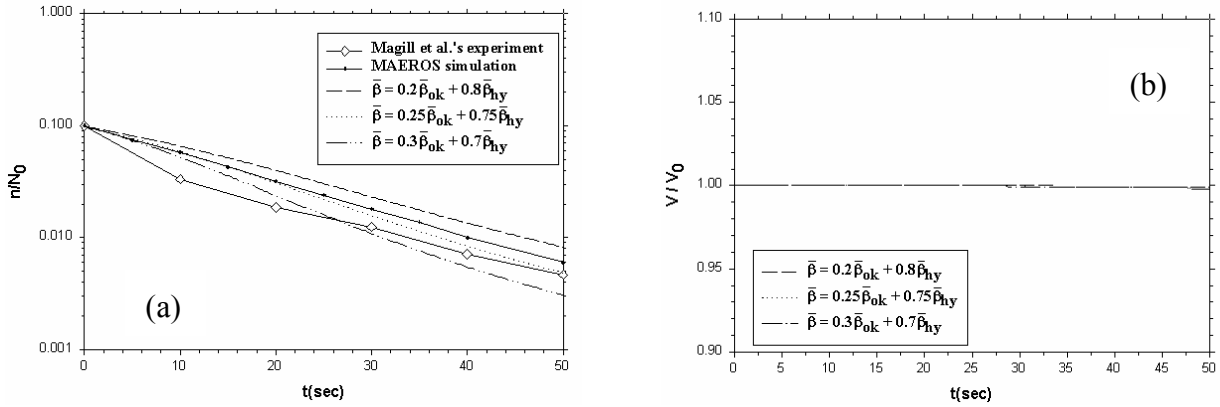 1.000
0.100
0.010
0.001
n/N₀
0 10 20 30 40 50
t(sec)
(a)
Magill et al.'s experiment
MAEROS simulation
β̄ = 0.2β̄ok + 0.8β̄hy
β̄ = 0.25β̄ok + 0.75β̄hy
β̄ = 0.3β̄ok + 0.7β̄hy
1.10
1.05
1.00
0.95
0.90
V / V₀
0 5 10 15 20 25 30 35 40 45 50
t(sec)
(b)
β̄ = 0.2β̄ok + 0.8β̄hy
β̄ = 0.25β̄ok + 0.75β̄hy
β̄ = 0.3β̄ok + 0.7β̄hy